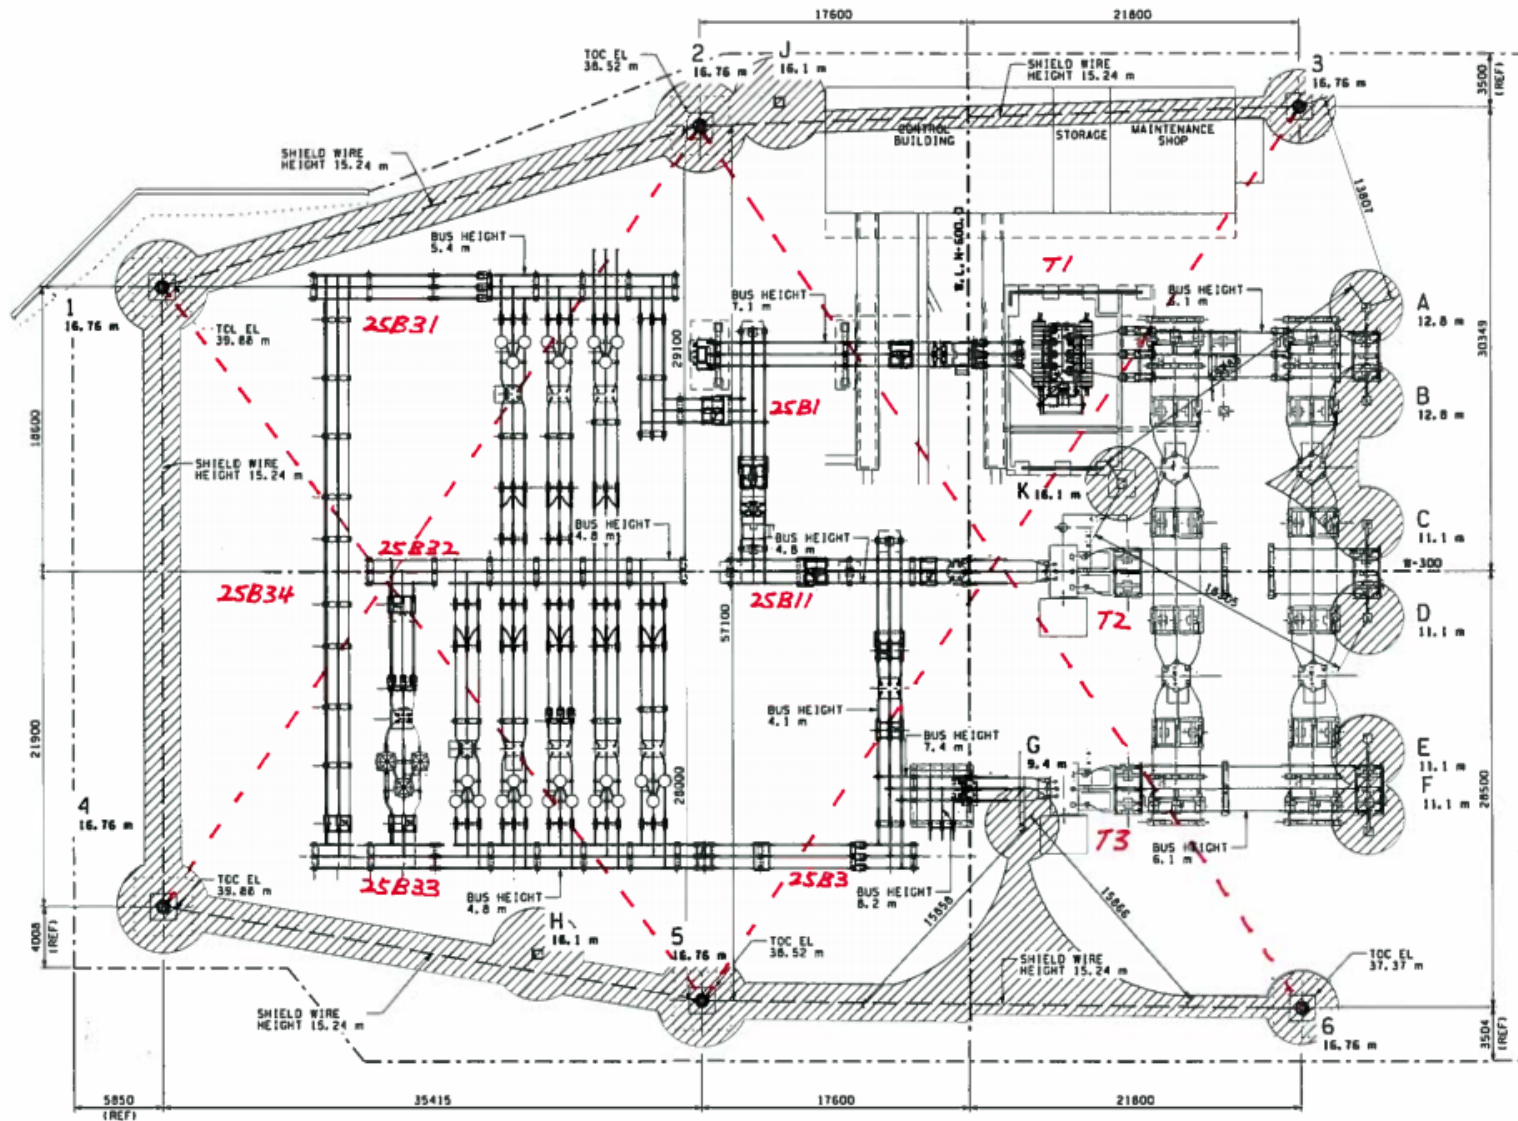 17600
21800
TOC EL
38.52 m
2
16.76 m
J
16.1 m
SHIELD WIRE
HEIGHT 15.24 m
3
16.76 m
3500
(REF)
CONTROL
BUILDING
STORAGE
MAINTENANCE
SHOP
SHIELD WIRE
HEIGHT 15.24 m
13807
BUS HEIGHT
5.4 m
T1
BUS HEIGHT
7.1 m
BUS HEIGHT
6.1 m
1
16.76 m
39.88 m
25B31
A
12.8 m
29100
30349
25B1
B
12.8 m
18600
SHIELD WIRE
HEIGHT 15.24 m
K
16.1 m
C
11.1 m
BUS HEIGHT
4.8 m
BUS HEIGHT
4.8 m
25B32
W-300
25B34
25B11
T2
18305
D
11.1 m
57100
21900
BUS HEIGHT
4.1 m
BUS HEIGHT
7.4 m
G
9.4 m
E
11.1 m
F
11.1 m
28000
28500
4
16.76 m
T3
BUS HEIGHT
6.1 m
TOC EL
39.88 m
25B33
BUS HEIGHT
4.8 m
25B3
BUS HEIGHT
8.2 m
15858
15866
4008
(REF)
H
16.1 m
5
16.76 m
TOC EL
38.52 m
SHIELD WIRE
HEIGHT 15.24 m
TOC EL
37.37 m
SHIELD WIRE
HEIGHT 15.24 m
6
16.76 m
3504
(REF)
5850
(REF)
35415
17600
21800